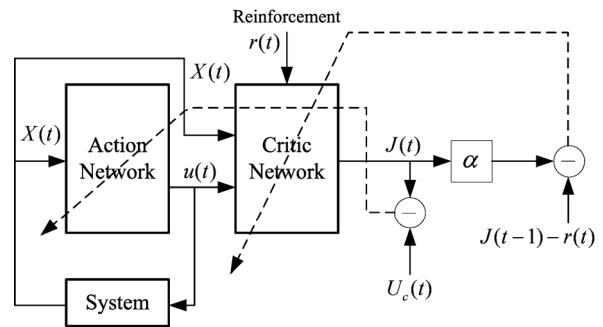 Reinforcement
r(t)
X(t)
X(t)
Action
Network
u(t)
Critic
Network
J(t)
α
−
−
J(t−1)−r(t)
U_c(t)
System